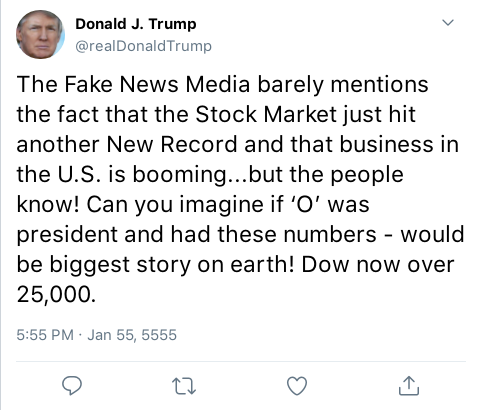 Donald J. Trump
@realDonaldTrump
The Fake News Media barely mentions
the fact that the Stock Market just hit
another New Record and that business in
the U.S. is booming...but the people
know! Can you imagine if ‘O’ was
president and had these numbers - would
be biggest story on earth! Dow now over
25,000.
5:55 PM · Jan 55, 5555